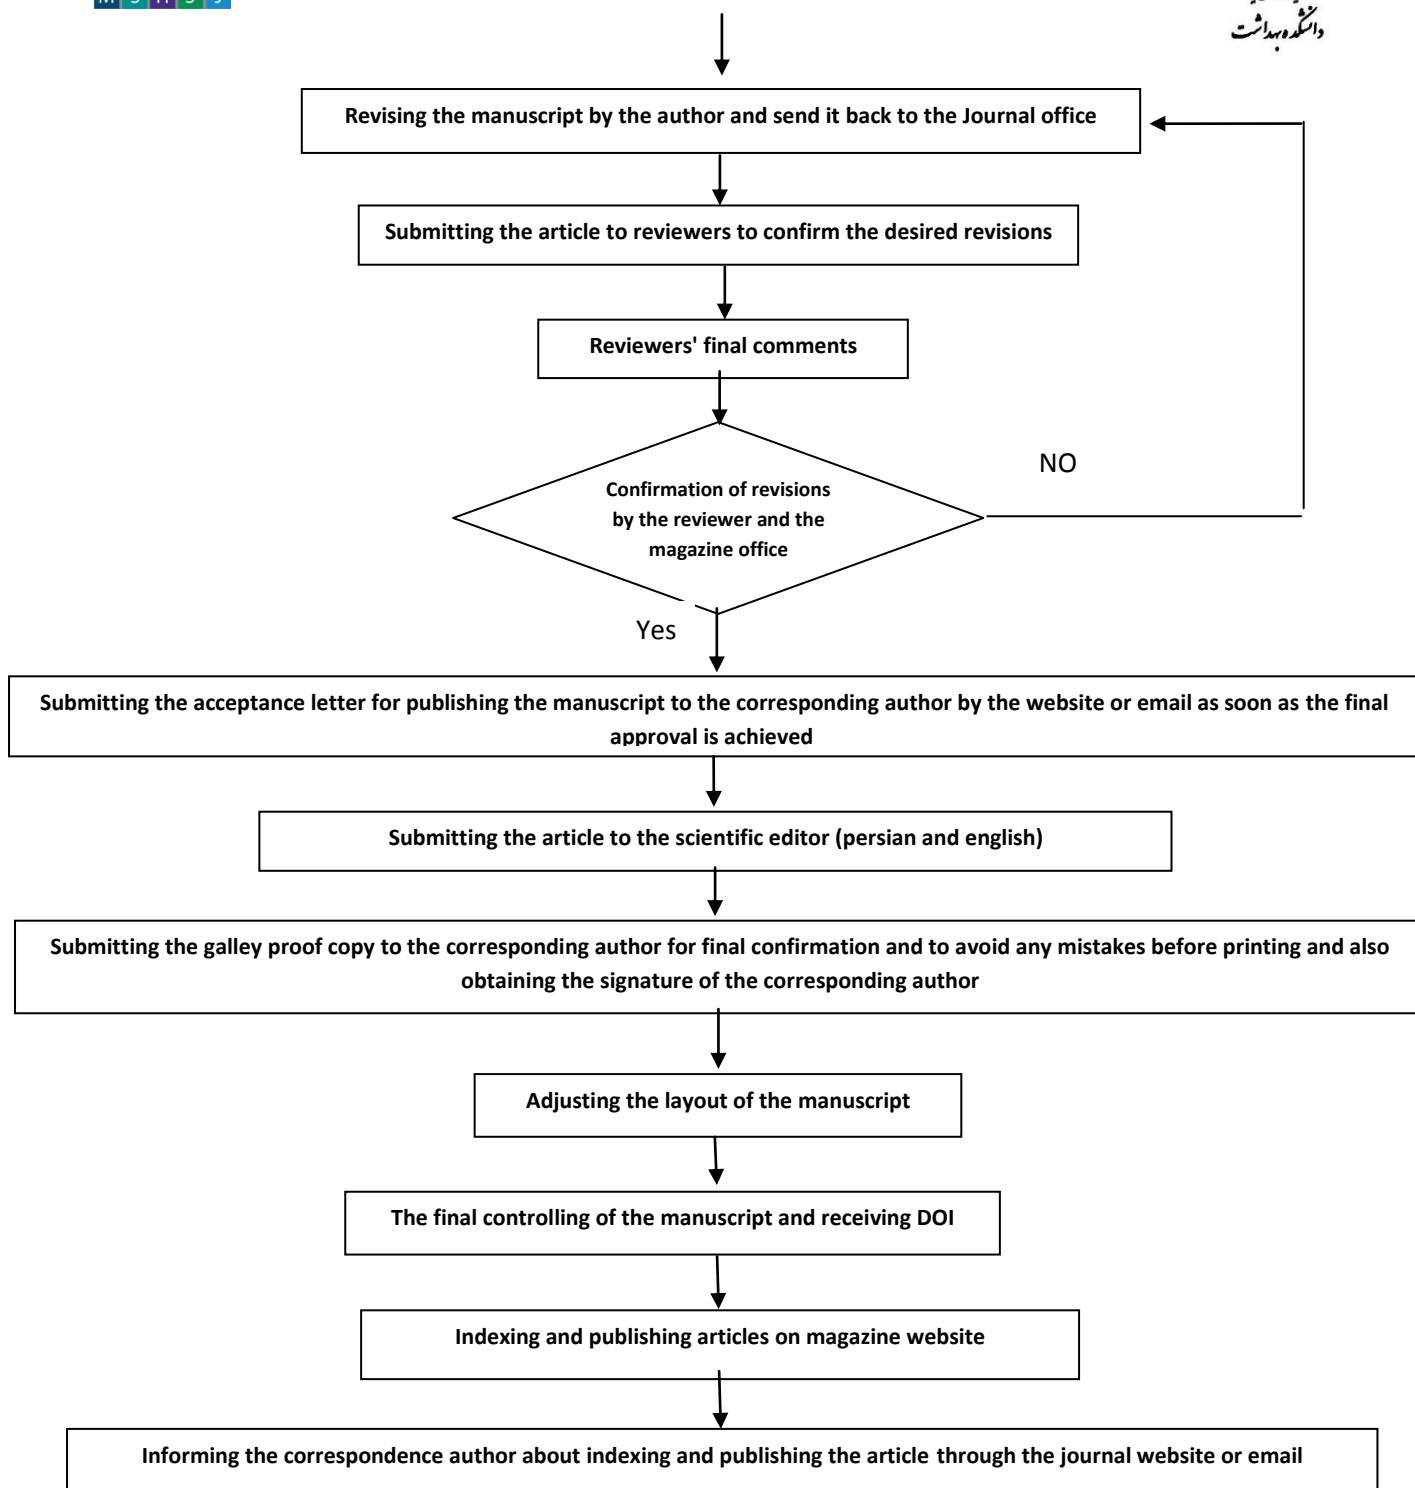 دانشکده بهداشت
Revising the manuscript by the author and send it back to the Journal office
Submitting the article to reviewers to confirm the desired revisions
Reviewers' final comments
NO
Confirmation of revisions
by the reviewer and the
magazine office
Yes
Submitting the acceptance letter for publishing the manuscript to the corresponding author by the website or email as soon as the final
approval is achieved
Submitting the article to the scientific editor (persian and english)
Submitting the galley proof copy to the corresponding author for final confirmation and to avoid any mistakes before printing and also
obtaining the signature of the corresponding author
Adjusting the layout of the manuscript
The final controlling of the manuscript and receiving DOI
Indexing and publishing articles on magazine website
Informing the correspondence author about indexing and publishing the article through the journal website or email